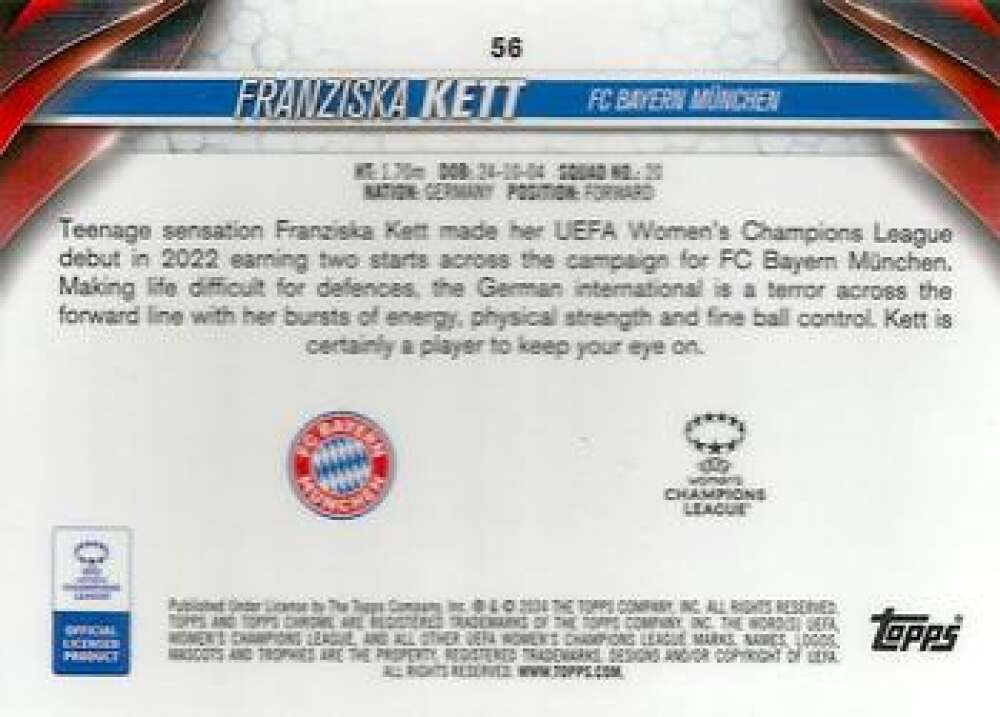 56
FRANZISKA KETT FC BAYERN MÜNCHEN
HT: 1.70m DOB: 24-10-04 SQUAD NO.: 20
NATION: GERMANY POSITION: FORWARD
Teenage sensation Franziska Kett made her UEFA Women's Champions League
debut in 2022 earning two starts across the campaign for FC Bayern München.
Making life difficult for defences, the German international is a terror across the
forward line with her bursts of energy, physical strength and fine ball control. Kett is
certainly a player to keep your eye on.
FC BAYERN
MÜNCHEN
UEFA
WOMEN'S
CHAMPIONS
LEAGUE
UEFA
WOMEN'S
CHAMPIONS
LEAGUE
OFFICIAL
LICENSED
PRODUCT
Published Under License by The Topps Company, Inc. ® & © 2024 THE TOPPS COMPANY, INC. ALL RIGHTS RESERVED.
TOPPS AND TOPPS CHROME ARE REGISTERED TRADEMARKS OF THE TOPPS COMPANY, INC. THE WORD(S) UEFA,
WOMEN'S CHAMPIONS LEAGUE, AND ALL OTHER UEFA WOMEN'S CHAMPIONS LEAGUE MARKS, NAMES, LOGOS,
MASCOTS AND TROPHIES ARE THE PROPERTY, REGISTERED TRADEMARKS, DESIGNS AND/OR COPYRIGHT OF UEFA.
ALL RIGHTS RESERVED. WWW.TOPPS.COM.
topps®